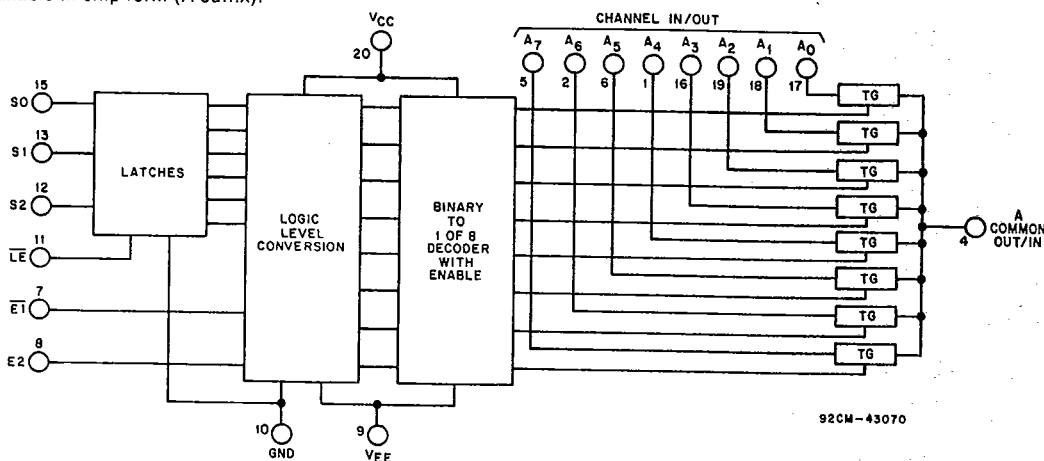 CHANNEL IN/OUT
VCC
20
A7 A6 A5 A4 A3 A2 A1 A0
5 2 6 1 16 19 18 17
15
S0
13
S1
12
S2
11
LE
7
E1
8
E2
LATCHES
LOGIC
LEVEL
CONVERSION
BINARY
TO
1 OF 8
DECODER
WITH
ENABLE
TG
TG
TG
TG
TG
TG
TG
TG
A
COMMON
OUT/IN
4
10
GND
9
VEE
92CM-43070